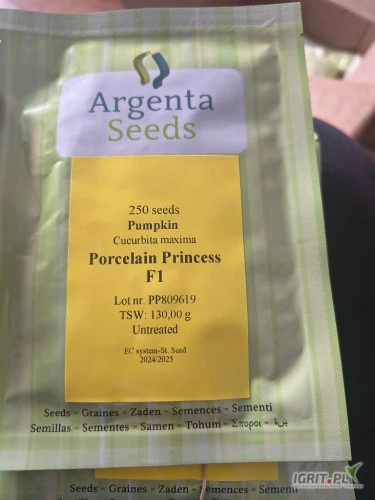 Argenta
Seeds
250 seeds
Pumpkin
Cucurbita maxima
Porcelain Princess
F1
Lot nr. PP809619
TSW: 130,00 g
Untreated
EC system-St. Seed
2024/2025
Seeds - Graines - Zaden - Semences - Sementi
Semillas - Sementes - Samen - Tohum - Σποροι -
Seeds - Graines - Zaden - Semences - Sementi
IGRIT.PL